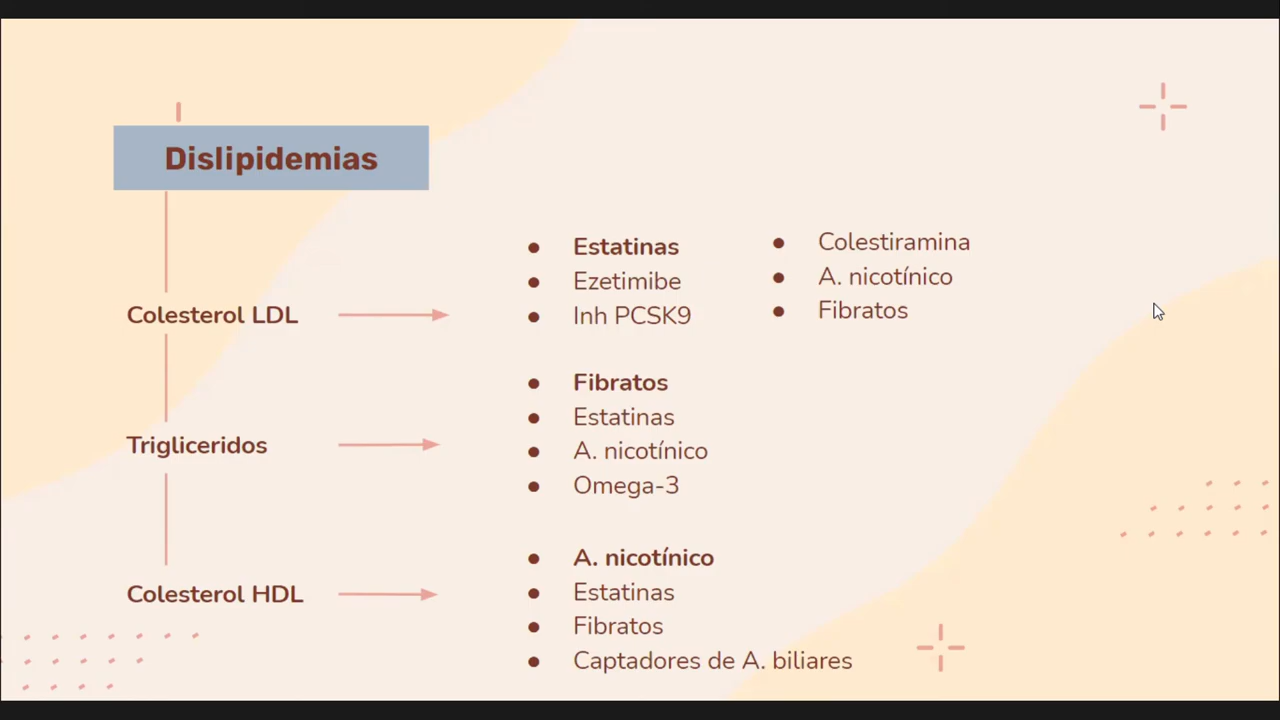 Dislipidemias
Colesterol LDL
Estatinas
Ezetimibe
Inh PCSK9
Colestiramina
A. nicotínico
Fibratos
Trigliceridos
Fibratos
Estatinas
A. nicotínico
Omega-3
Colesterol HDL
A. nicotínico
Estatinas
Fibratos
Captadores de A. biliares